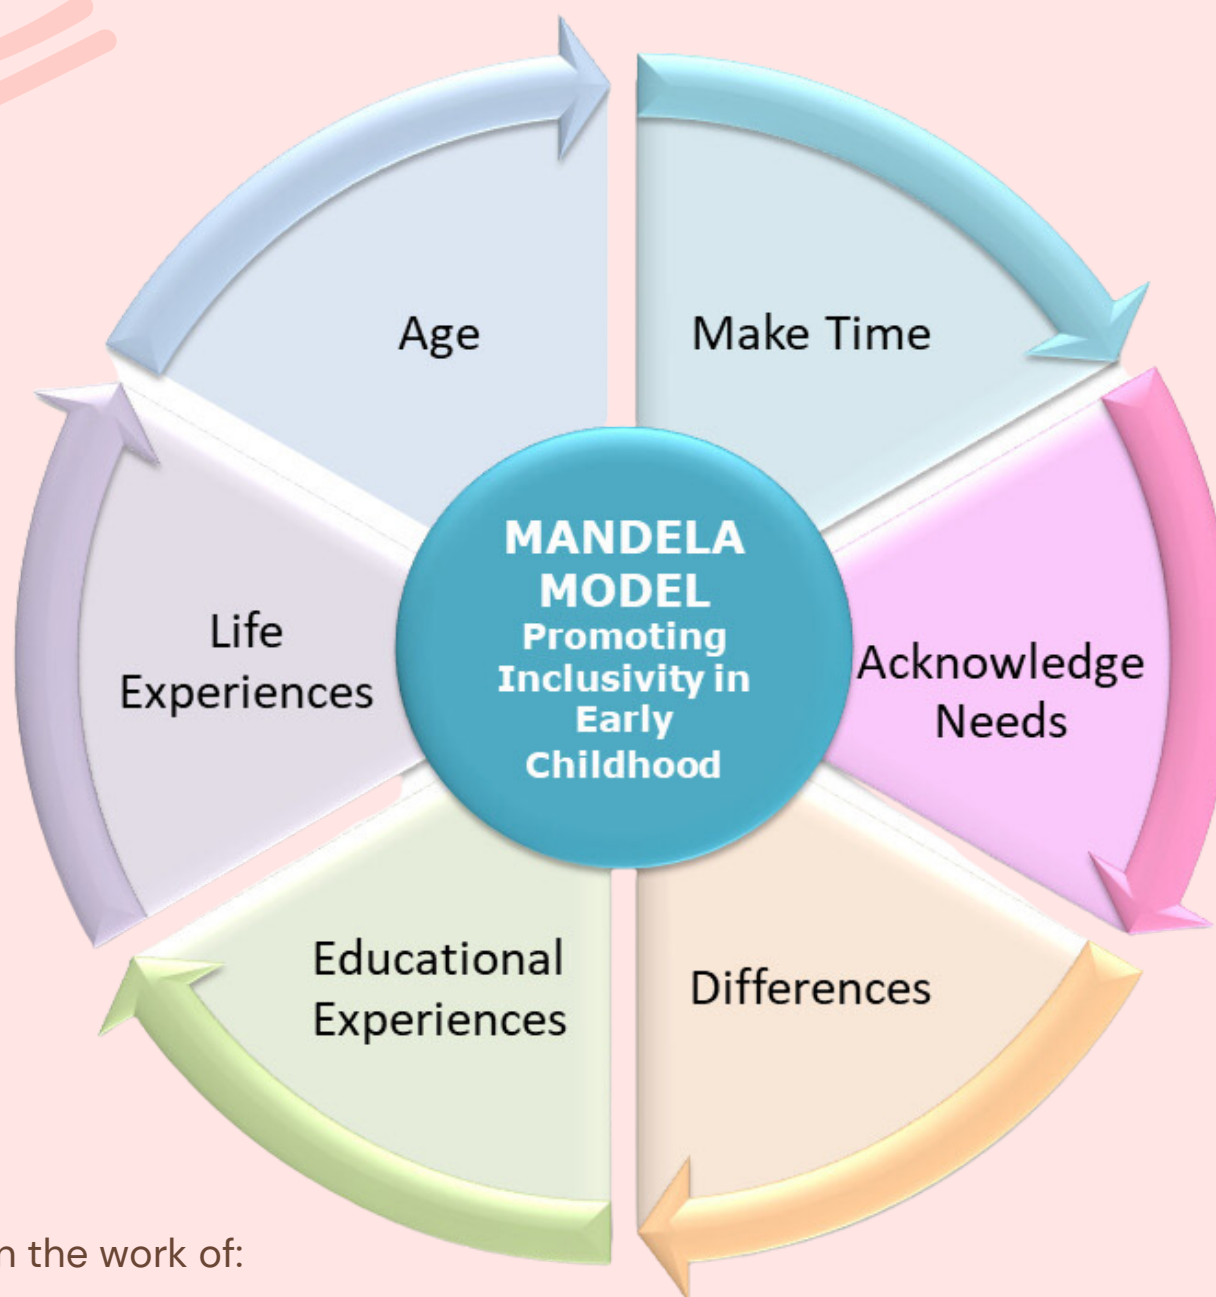 Age
Make Time
MANDELA
MODEL
Promoting
Inclusivity in
Early
Childhood
Acknowledge
Needs
Differences
Educational
Experiences
Life
Experiences
the work of: